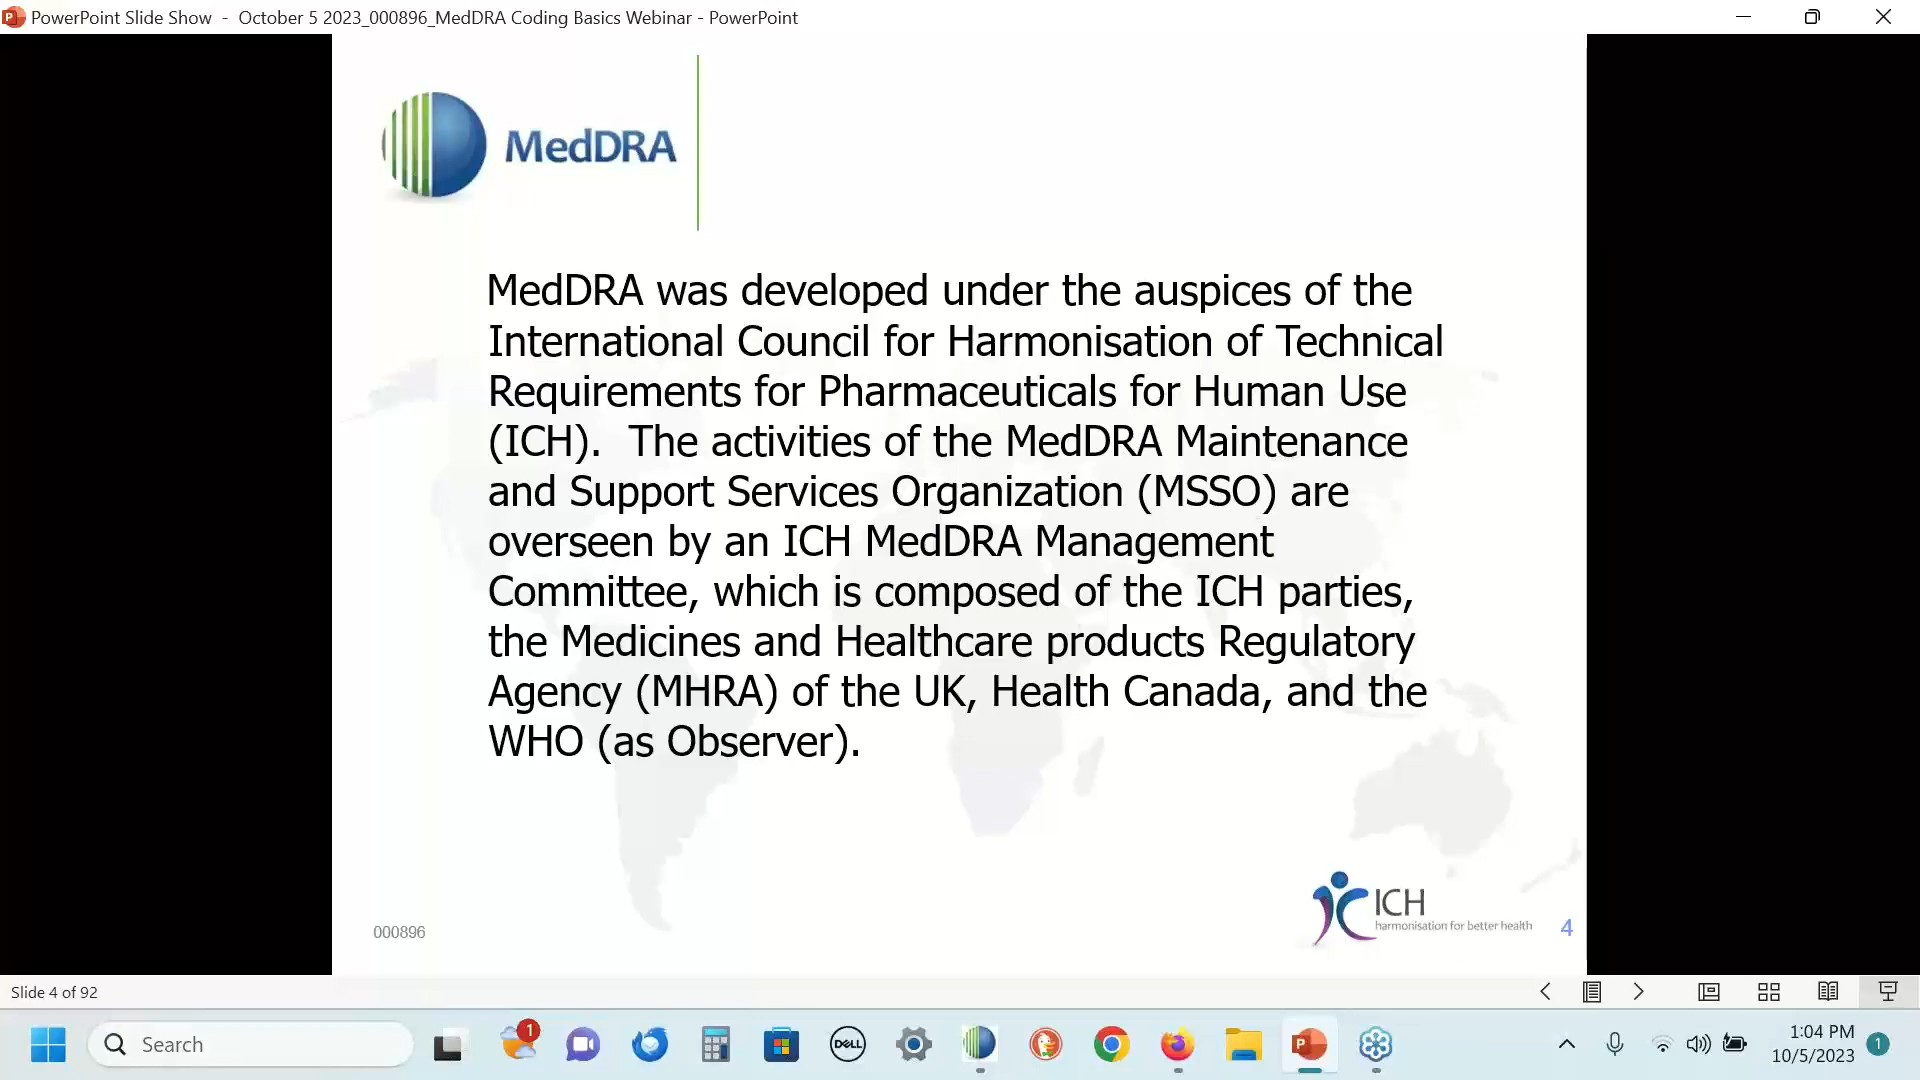 PowerPoint Slide Show - October 5 2023_000896_MedDRA Coding Basics Webinar - PowerPoint
MedDRA
MedDRA was developed under the auspices of the
International Council for Harmonisation of Technical
Requirements for Pharmaceuticals for Human Use
(ICH).  The activities of the MedDRA Maintenance
and Support Services Organization (MSSO) are
overseen by an ICH MedDRA Management
Committee, which is composed of the ICH parties,
the Medicines and Healthcare products Regulatory
Agency (MHRA) of the UK, Health Canada, and the
WHO (as Observer).
000896
ICH
harmonisation for better health
4
Slide 4 of 92
Search
1
DELL
1:04 PM
10/5/2023
1